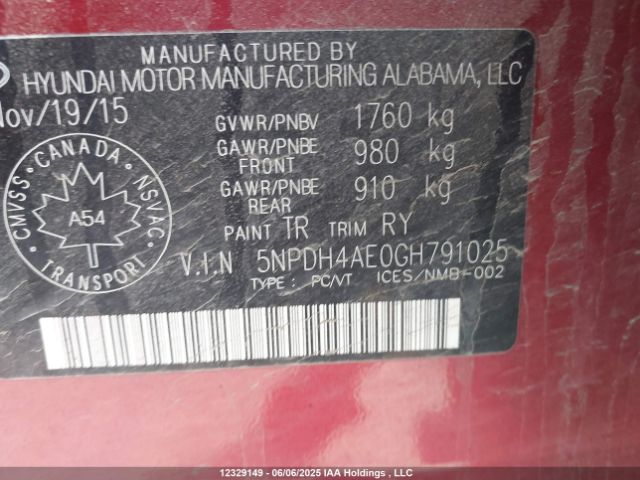 MANUFACTURED BY
HYUNDAI MOTOR MANUFACTURING ALABAMA, LLC
Nov/19/15
GVWR/PNBV 1760 kg
GAWR/PNBE FRONT 980 kg
GAWR/PNBE REAR 910 kg
PAINT TR TRIM RY
V.I.N 5NPDH4AE0GH791025
TYPE : PC/VT ICES/NMB-002
CANADA
CMVSS NSVAC
A54
TRANSPORT
12329149 - 06/06/2025 IAA Holdings , LLC